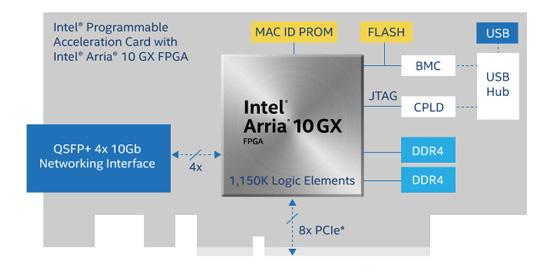 Intel® Programmable
Acceleration Card with
Intel® Arria® 10 GX FPGA
MAC ID PROM
FLASH
USB
BMC
USB
Hub
JTAG
CPLD
Intel®
Arria® 10 GX
FPGA
1,150K Logic Elements
QSFP+ 4x 10Gb
Networking Interface
4x
DDR4
DDR4
8x PCIe*